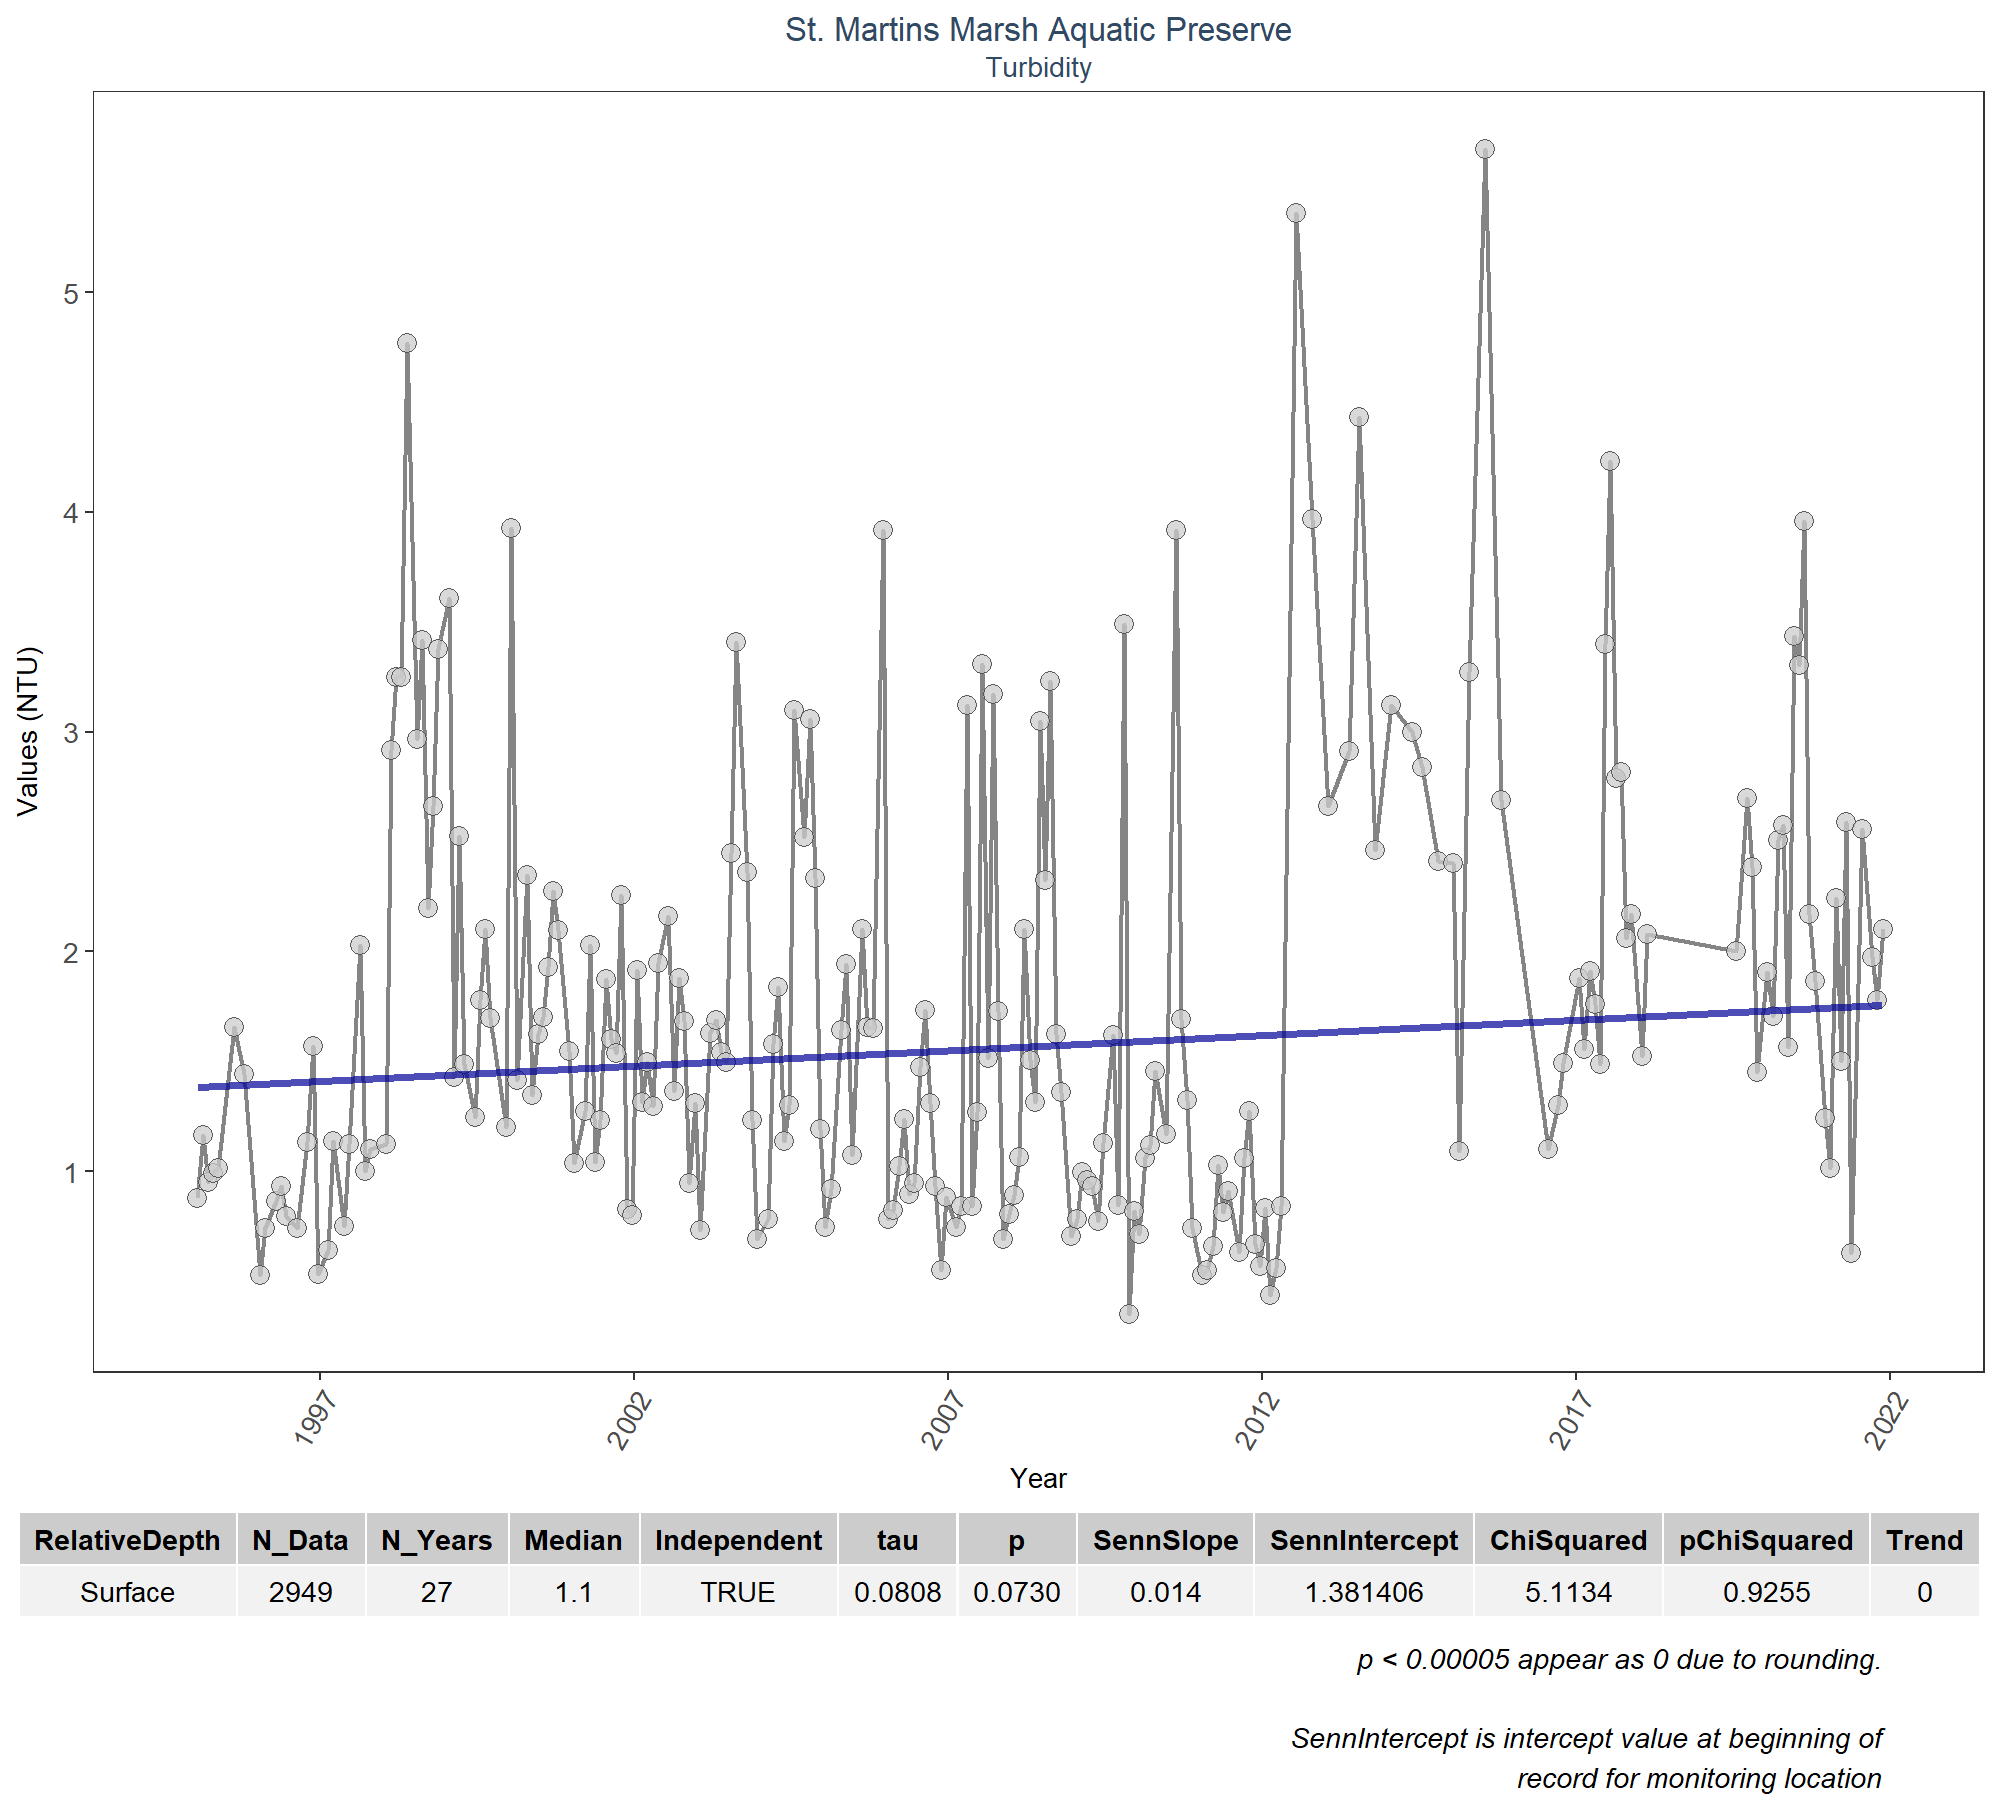 St. Martins Marsh Aquatic Preserve
Turbidity
Values (NTU)
5
4
3
2
1
1997 2002 2007 2012 2017 2022
Year
RelativeDepth N_Data N_Years Median Independent tau p SennSlope SennIntercept ChiSquared pChiSquared Trend
Surface 2949 27 1.1 TRUE 0.0808 0.0730 0.014 1.381406 5.1134 0.9255 0
p < 0.00005 appear as 0 due to rounding.
SennIntercept is intercept value at beginning of
record for monitoring location